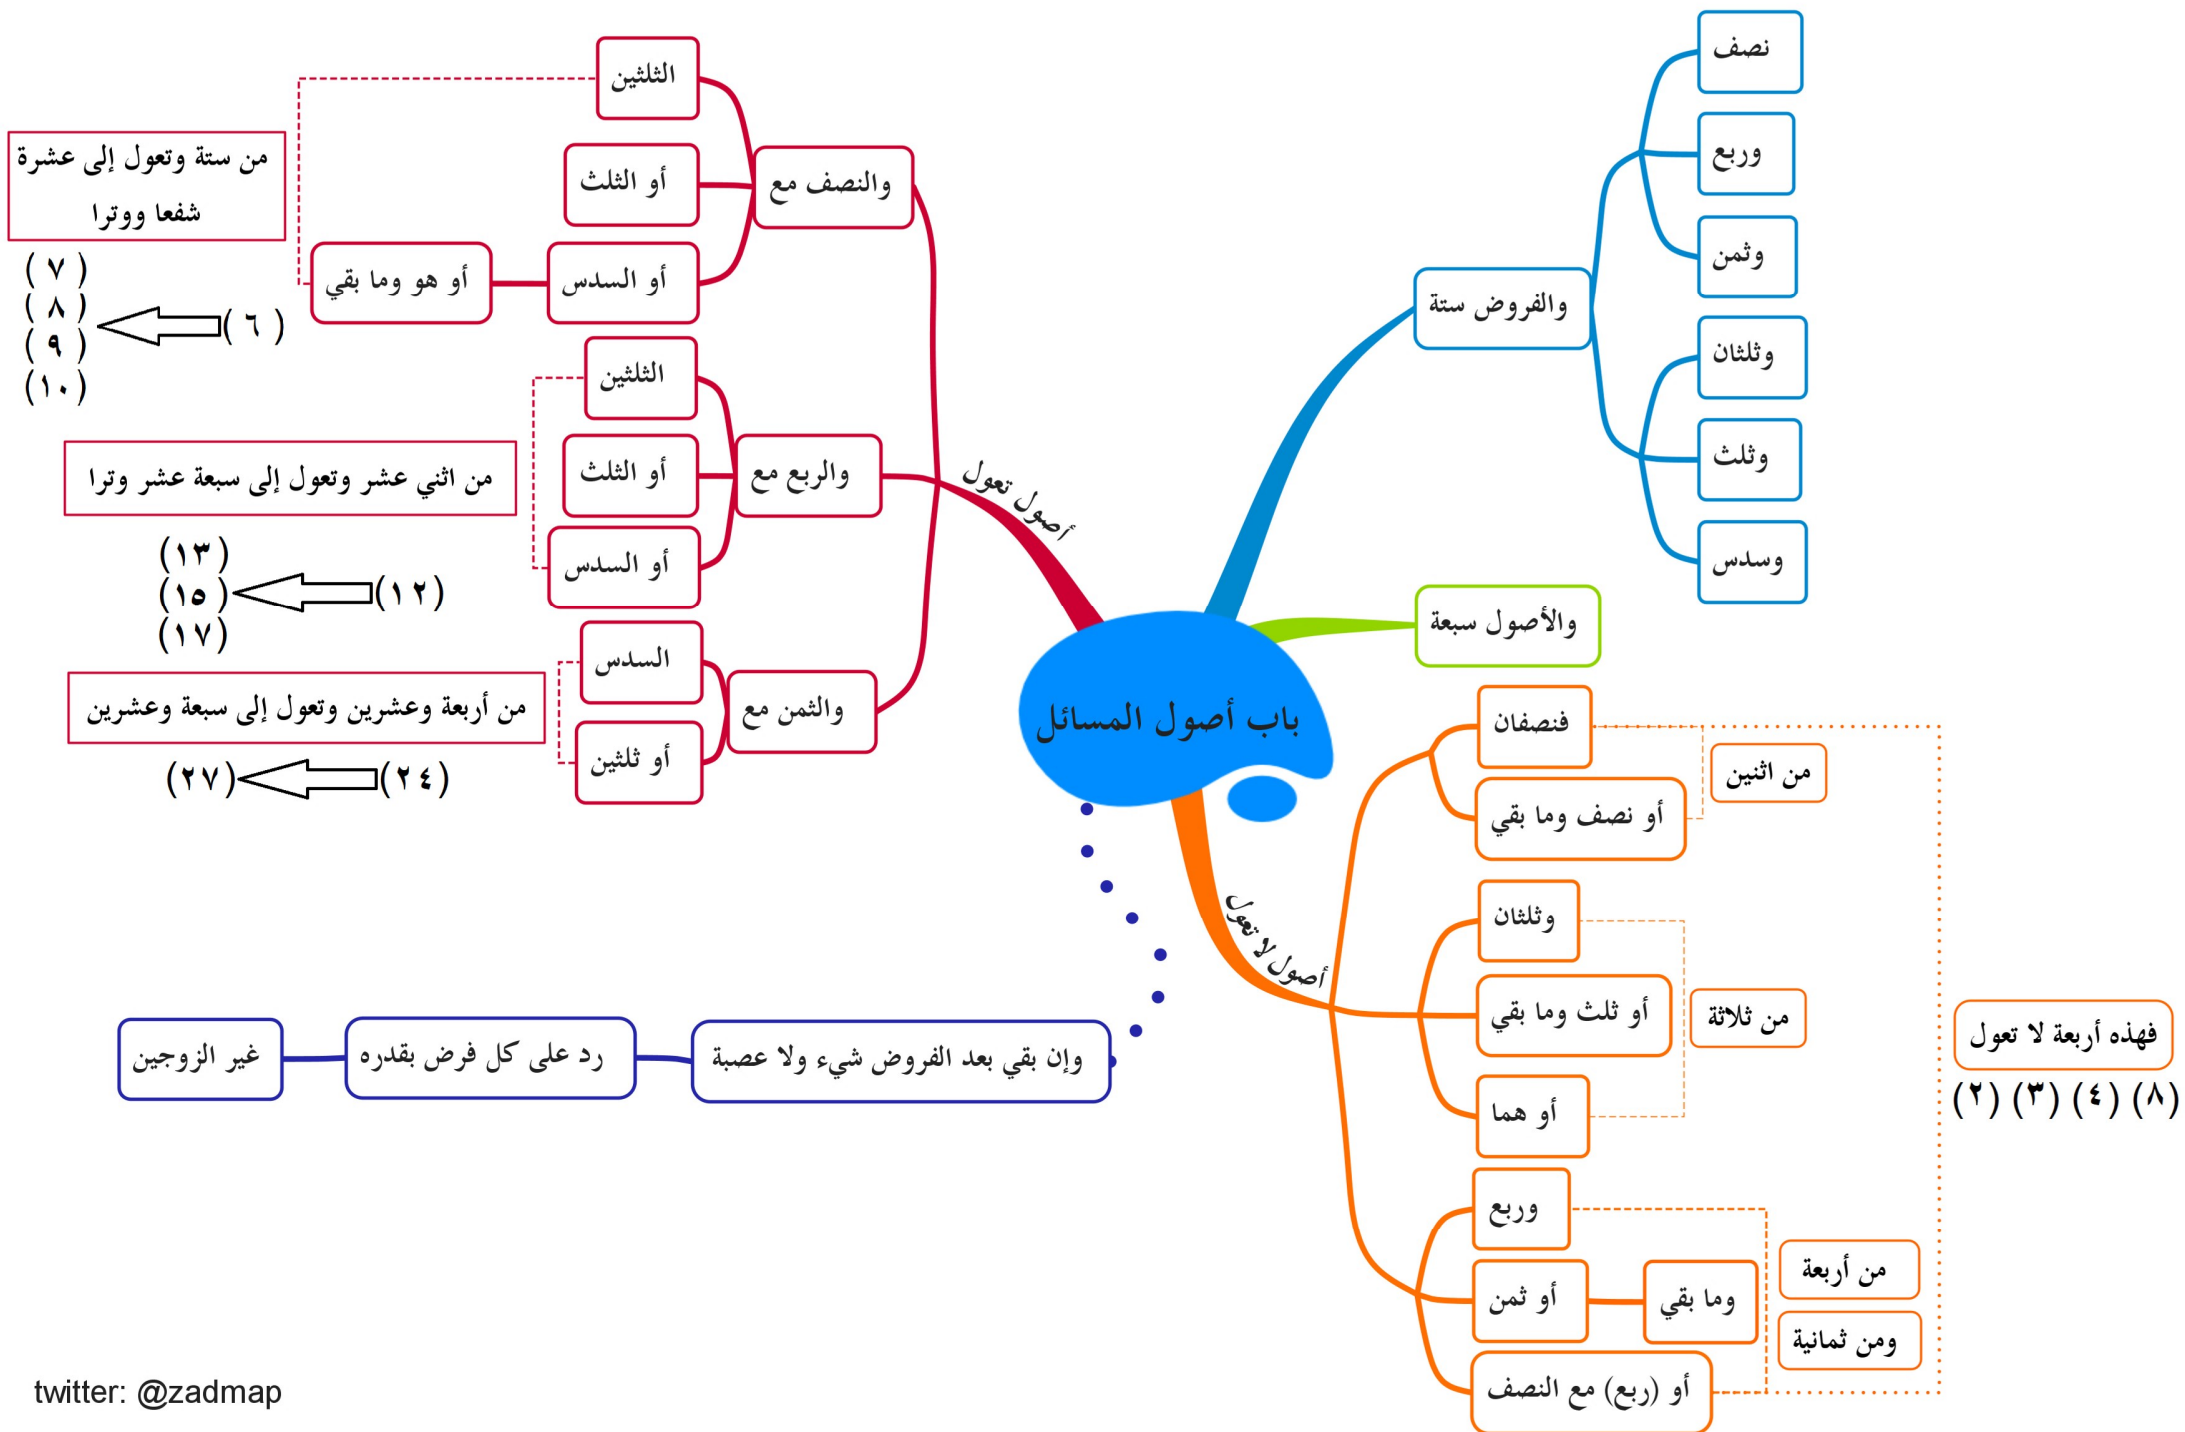 باب أصول المسائل
والفروض ستة
نصف
وربع
وثمن
وثلثان
وثلث
وسدس
والأصول سبعة
أصول لا تعول
فنصفان
أو نصف وما بقي
من اثنين
وثلثان
أو ثلث وما بقي
أو هما
من ثلاثة
وربع
أو ثمن
وما بقي
أو (ربع) مع النصف
من أربعة
ومن ثمانية
فهذه أربعة لا تعول
(٢) (٣) (٤) (٨)
أصول تعول
والنصف مع
الثلثين
أو الثلث
أو السدس
أو هو وما بقي
من ستة وتعول إلى عشرة
شفعا ووترا
(٦)
(٧)
(٨)
(٩)
(١٠)
والربع مع
الثلثين
أو الثلث
أو السدس
من اثني عشر وتعول إلى سبعة عشر وترا
(١٢)
(١٣)
(١٥)
(١٧)
والثمن مع
السدس
أو ثلثين
من أربعة وعشرين وتعول إلى سبعة وعشرين
(٢٤)
(٢٧)
وإن بقي بعد الفروض شيء ولا عصبة
رد على كل فرض بقدره
غير الزوجين
twitter: @zadmap